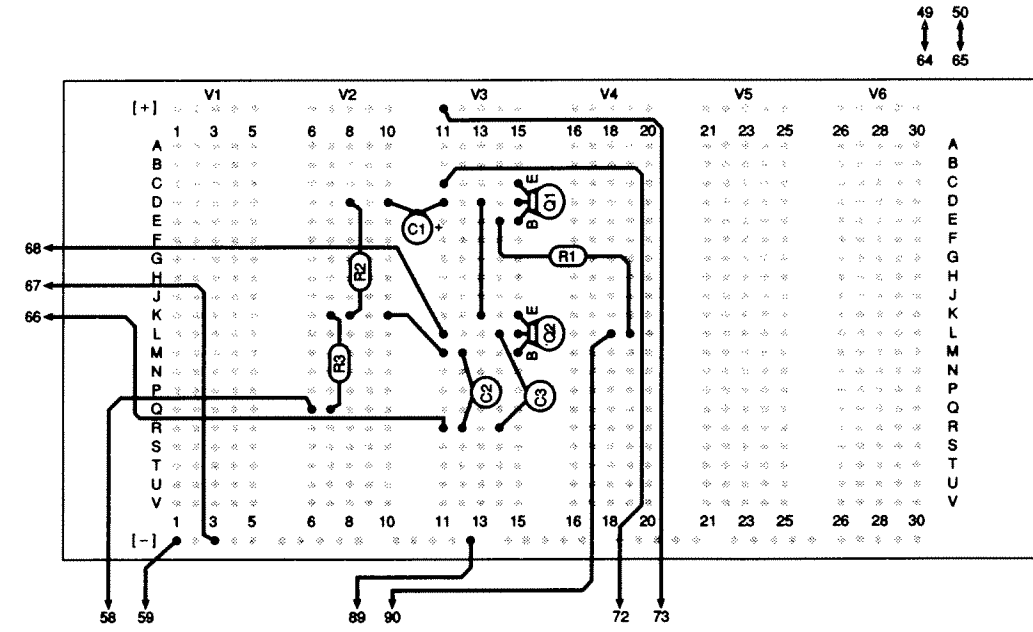 49 50
64 65
V1 V2 V3 V4 V5 V6
[+]
1 3 5 6 8 10 11 13 15 16 18 20 21 23 25 26 28 30
A A
B B
C E C
D Q1 D
E C1 + B E
F F
68
G R1 G
H R2 H
67
J J
66
K E K
L Q2 L
M B M
N R3 N
P C2 C3 P
Q Q
R R
S S
T T
U U
V V
1 3 5 6 8 10 11 13 15 16 18 20 21 23 25 26 28 30
[-]
58 59 89 90 72 73